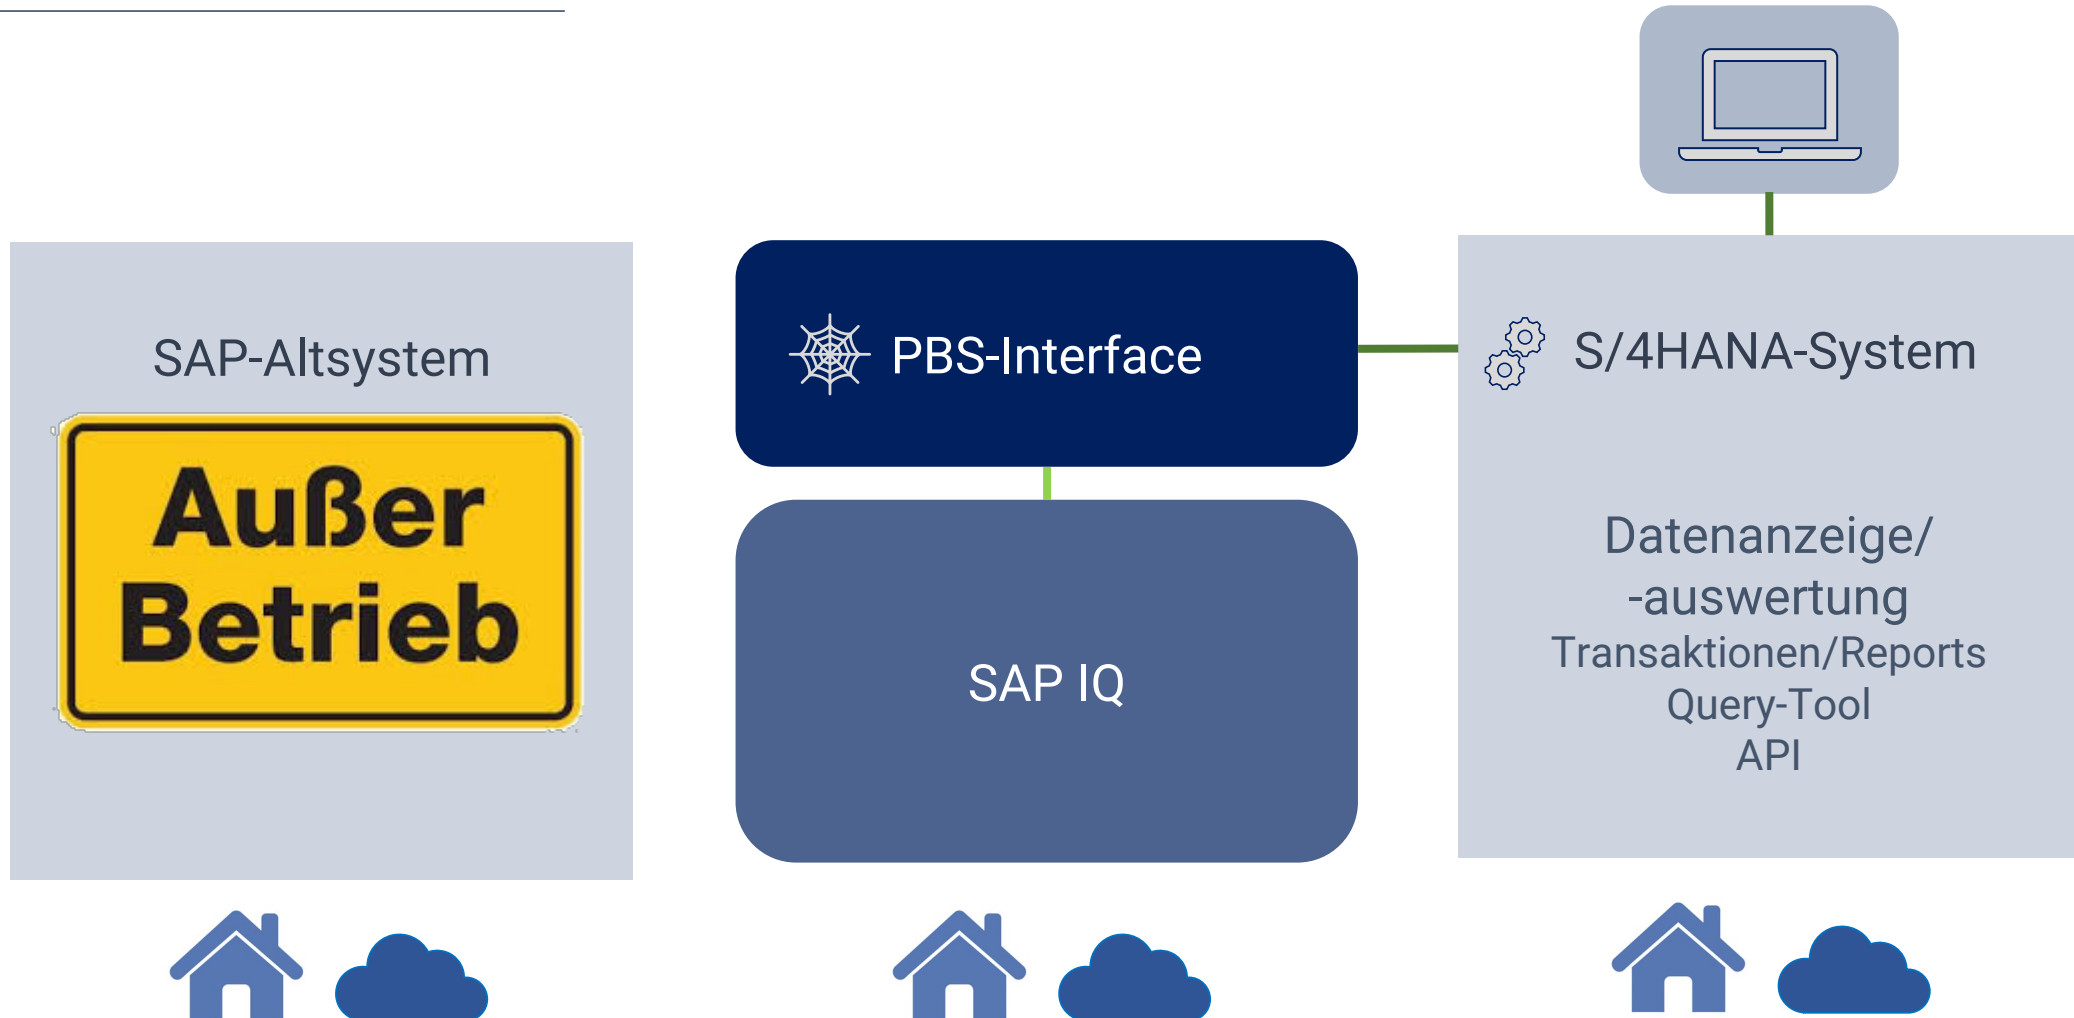 SAP-Altsystem
Außer
Betrieb
PBS-Interface
SAP IQ
S/4HANA-System
Datenanzeige/
-auswertung
Transaktionen/Reports
Query-Tool
API